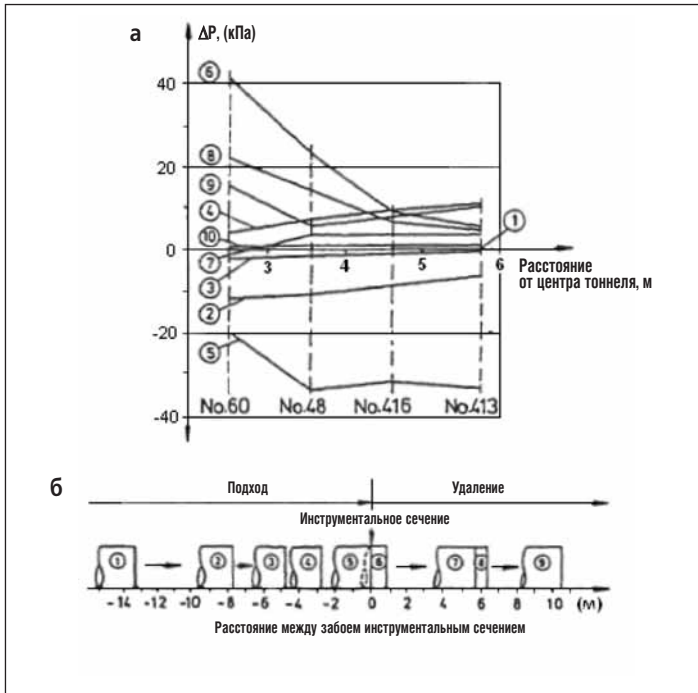 а
ΔP, (кПа)
⑥
40
⑧
20
⑨
④
①
⑩
0
⑦
3
4
5
6
③
Расстояние
от центра тоннеля, м
②
-20
⑤
No.60 No.48 No.416 No.413
-40
б
Подход Удаление
Инструментальное сечение
① ② ③ ④ ⑤ ⑥ ⑦ ⑧ ⑨
-14 -12 -10 -8 -6 -4 -2 0 2 4 6 8 10 (м)
Расстояние между забоем инструментальным сечением